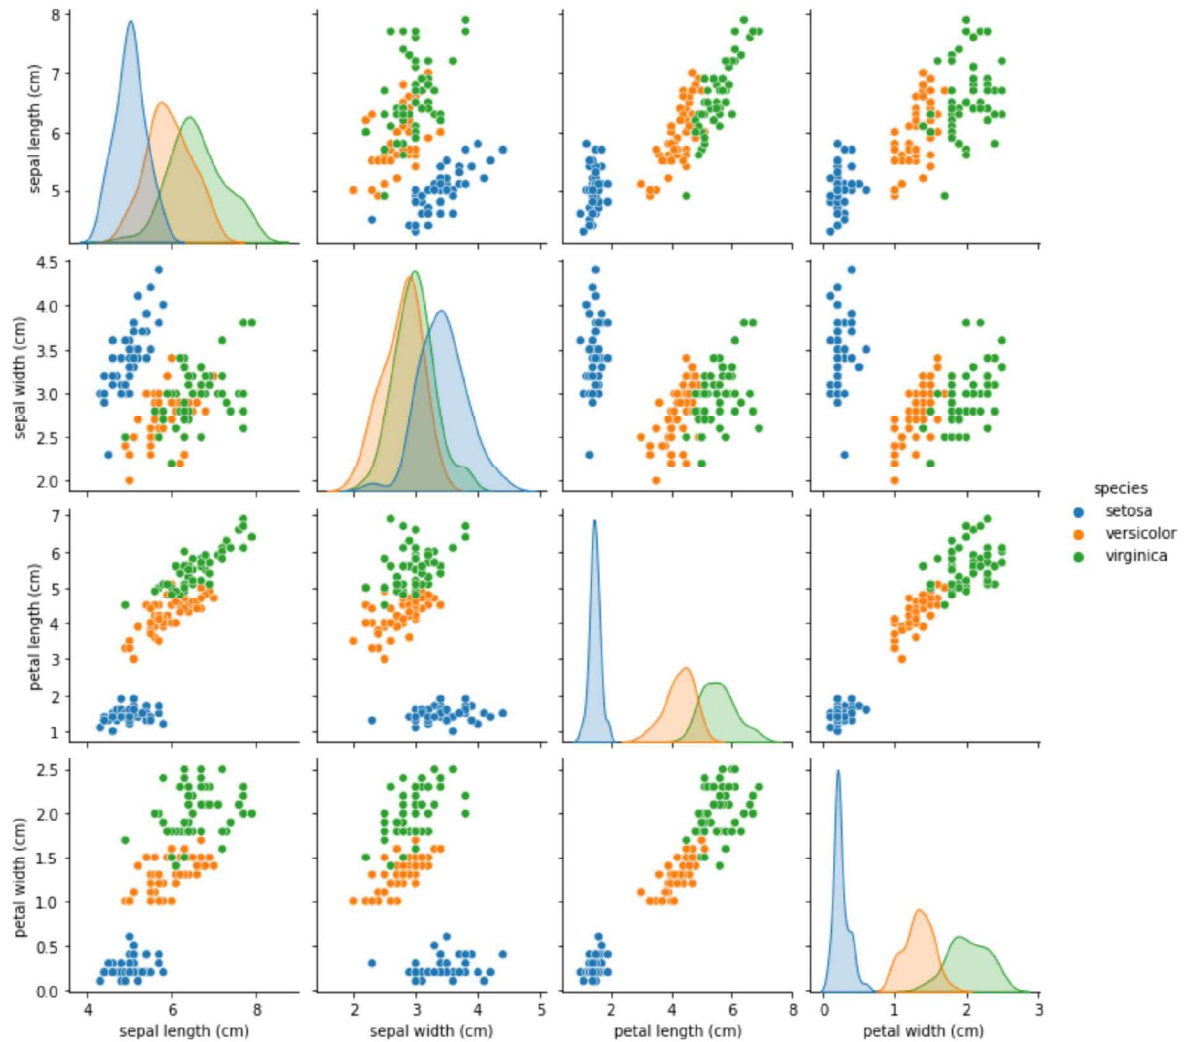 8
7
6
5
sepal length (cm)
4.5
4.0
3.5
3.0
2.5
2.0
sepal width (cm)
species
setosa
versicolor
virginica
7
6
5
4
3
2
1
petal length (cm)
2.5
2.0
1.5
1.0
0.5
0.0
petal width (cm)
4 6 8
2 3 4 5
2 4 6 8
0 1 2 3
sepal length (cm) sepal width (cm) petal length (cm) petal width (cm)